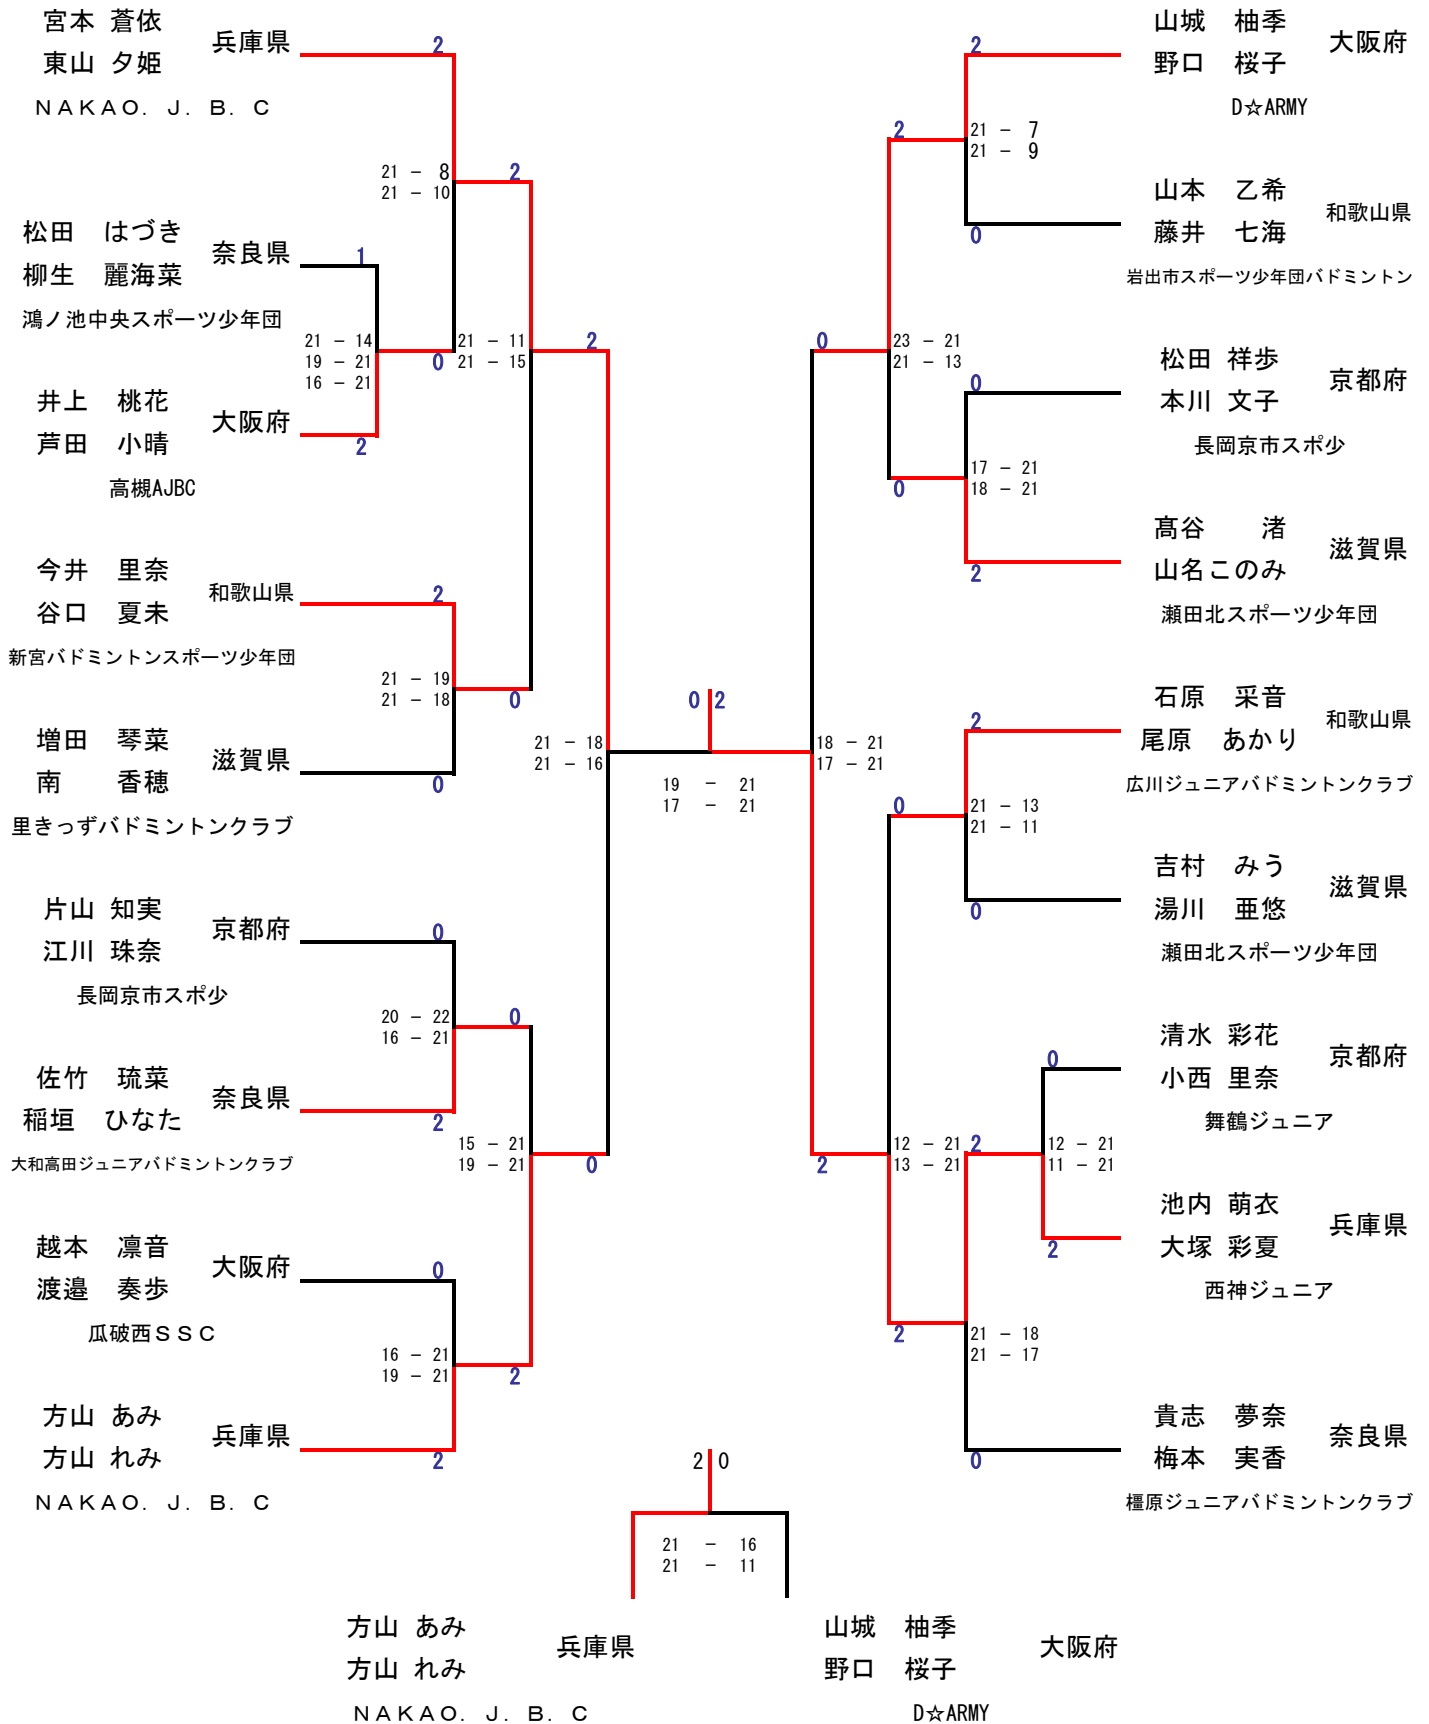 宮本 蒼依
東山 夕姫
兵庫県
ＮＡＫＡＯ．Ｊ．Ｂ．Ｃ
2
21 － 8
21 － 10
2
松田　はづき
柳生　麗海菜
奈良県
鴻ノ池中央スポーツ少年団
1
21 － 14
19 － 21
16 － 21
0
21 － 11
21 － 15
2
井上　桃花
芦田　小晴
大阪府
高槻AJBC
2
今井　里奈
谷口　夏未
和歌山県
新宮バドミントンスポーツ少年団
2
21 － 19
21 － 18
0
増田　琴菜
南　　香穂
滋賀県
里きっずバドミントンクラブ
0
21 － 18
21 － 16
片山 知実
江川 珠奈
京都府
長岡京市スポ少
0
20 － 22
16 － 21
0
佐竹　琉菜
稲垣　ひなた
奈良県
大和高田ジュニアバドミントンクラブ
2
15 － 21
19 － 21
0
越本　凛音
渡邉　奏歩
大阪府
瓜破西ＳＳＣ
0
16 － 21
19 － 21
2
方山 あみ
方山 れみ
兵庫県
ＮＡＫＡＯ．Ｊ．Ｂ．Ｃ
2
0 2
19 － 21
17 － 21
山城　柚季
野口　桜子
大阪府
D☆ARMY
2
2
21 － 7
21 － 9
山本　乙希
藤井　七海
和歌山県
岩出市スポーツ少年団バドミントン
0
0
23 － 21
21 － 13
松田 祥歩
本川 文子
京都府
長岡京市スポ少
0
0
17 － 21
18 － 21
髙谷　　渚
山名このみ
滋賀県
瀬田北スポーツ少年団
2
石原　采音
尾原　あかり
和歌山県
広川ジュニアバドミントンクラブ
2
18 － 21
17 － 21
0
21 － 13
21 － 11
吉村　みう
湯川　亜悠
滋賀県
瀬田北スポーツ少年団
0
清水 彩花
小西 里奈
京都府
舞鶴ジュニア
0
2
12 － 21
13 － 21
2
12 － 21
11 － 21
池内 萌衣
大塚 彩夏
兵庫県
西神ジュニア
2
2
21 － 18
21 － 17
貴志　夢奈
梅本　実香
奈良県
橿原ジュニアバドミントンクラブ
0
2 0
21 － 16
21 － 11
方山 あみ
方山 れみ
兵庫県
ＮＡＫＡＯ．Ｊ．Ｂ．Ｃ
山城　柚季
野口　桜子
大阪府
D☆ARMY